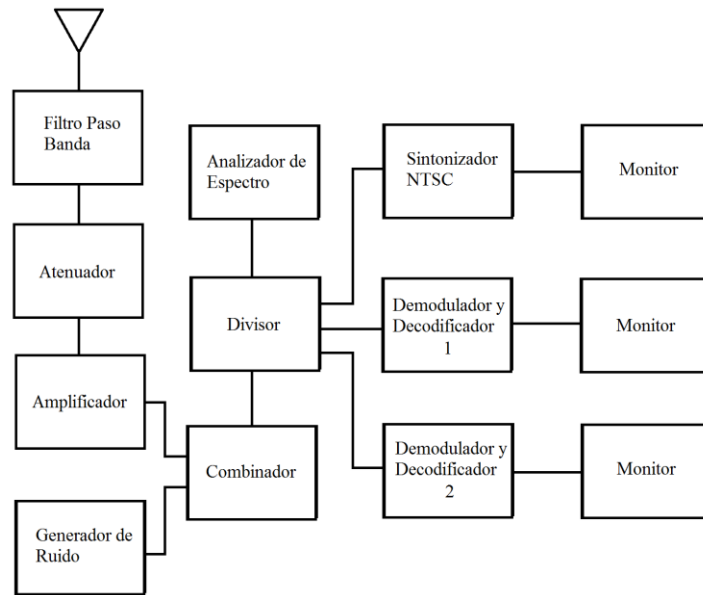 Filtro Paso
Banda
Atenuador
Amplificador
Generador de
Ruido
Analizador de
Espectro
Divisor
Combinador
Sintonizador
NTSC
Monitor
Demodulador y
Decodificador
1
Monitor
Demodulador y
Decodificador
2
Monitor